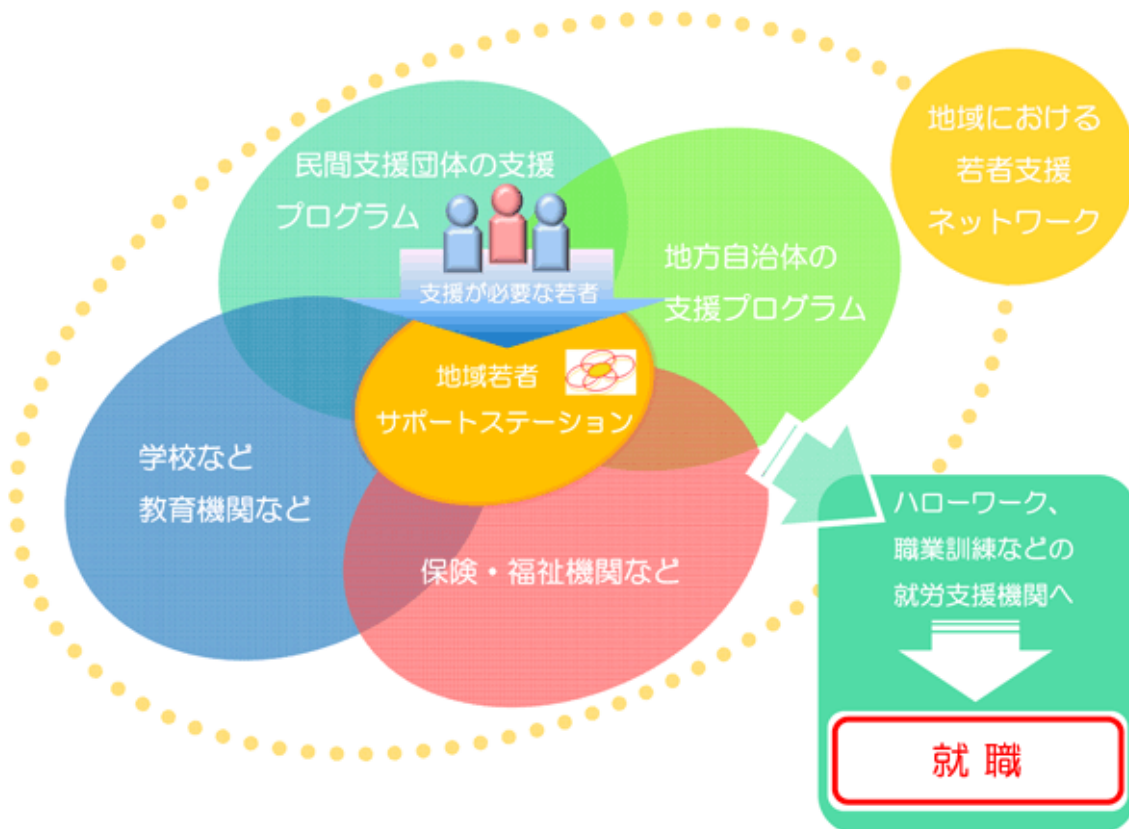 地域における
若者支援
ネットワーク
民間支援団体の支援
プログラム
支援が必要な若者
地方自治体の
支援プログラム
地域若者
サポートステーション
学校など
教育機関など
保険・福祉機関など
ハローワーク、
職業訓練などの
就労支援機関へ
就職